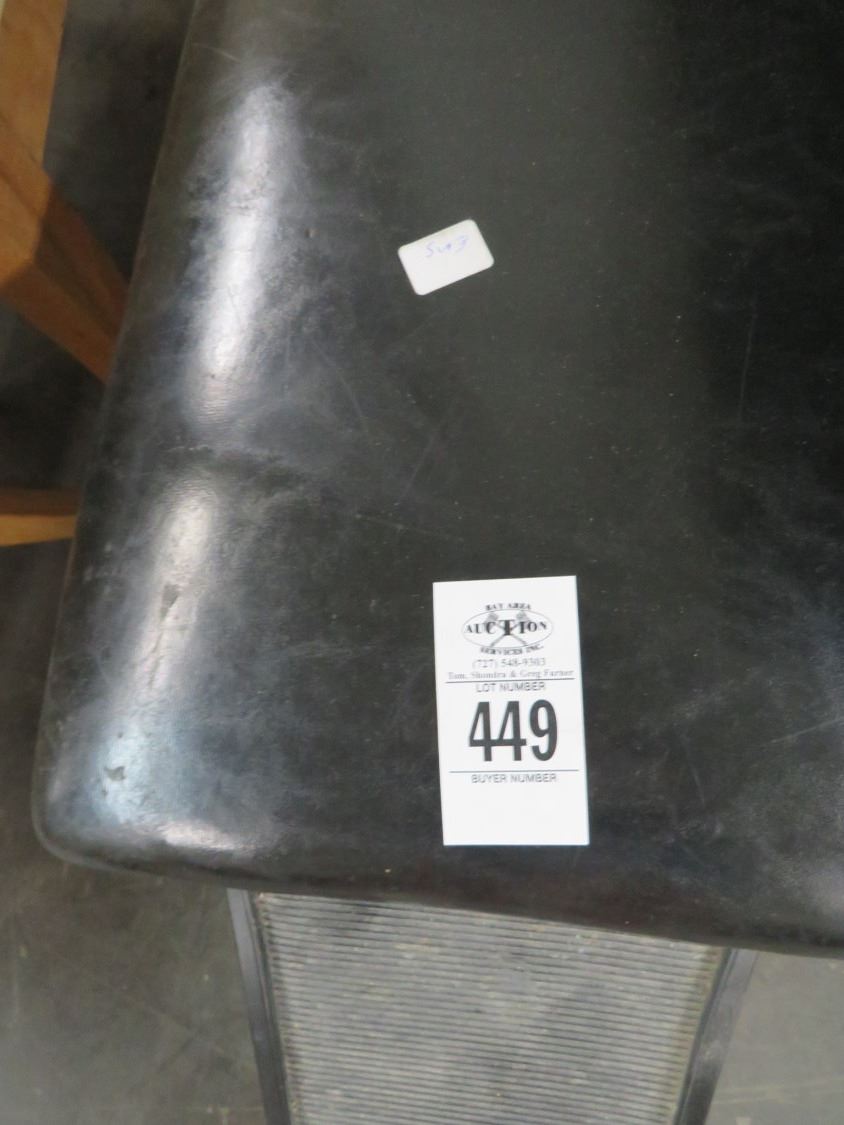 BAY AREA
AUCTION
SERVICES INC.
(727) 548-9303
Tom, Shondra & Greg Farner
LOT NUMBER
449
BUYER NUMBER